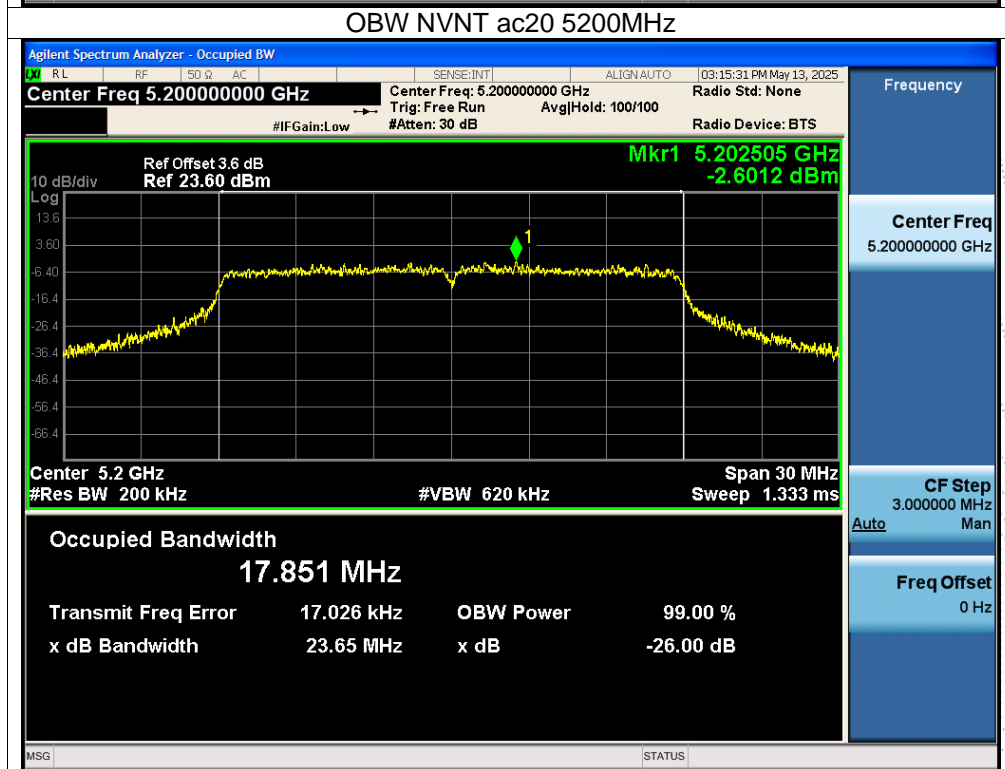 OBW NVNT ac20 5200MHz
Agilent Spectrum Analyzer - Occupied BW
LXI RL RF 50 Ω AC SENSE:INT ALIGN AUTO 03:15:31 PM May 13, 2025
Center Freq 5.200000000 GHz Center Freq: 5.200000000 GHz Radio Std: None
Trig: Free Run Avg|Hold: 100/100
#IFGain:Low #Atten: 30 dB Radio Device: BTS
Frequency
Mkr1 5.202505 GHz
-2.6012 dBm
Ref Offset 3.6 dB
10 dB/div Ref 23.60 dBm
Log
13.6
3.60
-6.40
-16.4
-26.4
-36.4
-46.4
-56.4
-66.4
1
Center 5.2 GHz Span 30 MHz
#Res BW 200 kHz #VBW 620 kHz Sweep 1.333 ms
Occupied Bandwidth
17.851 MHz
Transmit Freq Error 17.026 kHz OBW Power 99.00 %
x dB Bandwidth 23.65 MHz x dB -26.00 dB
Center Freq
5.200000000 GHz
CF Step
3.000000 MHz
Auto Man
Freq Offset
0 Hz
MSG STATUS